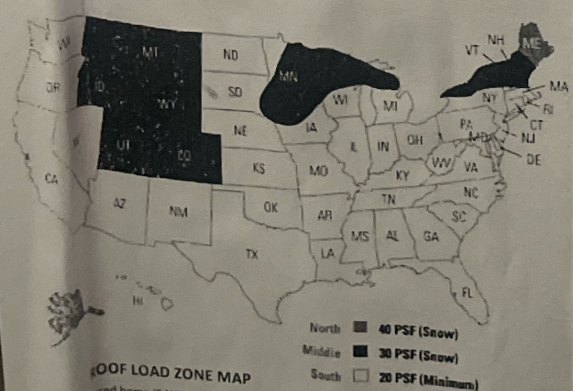 NH
VT
ME
WA
MT
ND
MN
OR
ID
SD
WI
MI
NY
MA
RI
WY
CT
NJ
IA
PA
MD
DE
NE
UT
CO
IL
IN
OH
WV
VA
KS
MO
KY
CA
NC
TN
AZ
NM
OK
AR
SC
MS
AL
GA
TX
LA
FL
HI
North 40 PSF (Snow)
Middle 30 PSF (Snow)
South 20 PSF (Minimum)
ROOF LOAD ZONE MAP